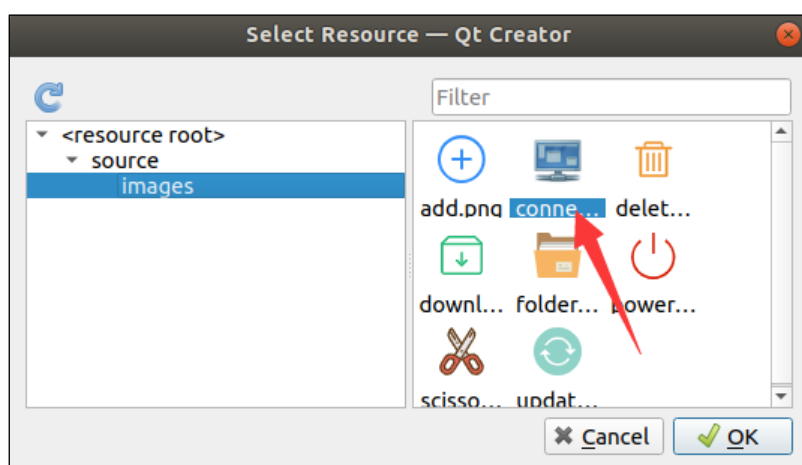 Select Resource — Qt Creator
Filter
<resource root>
source
images
add.png conne... delet...
downl... folder... power...
scisso... updat...
Cancel OK